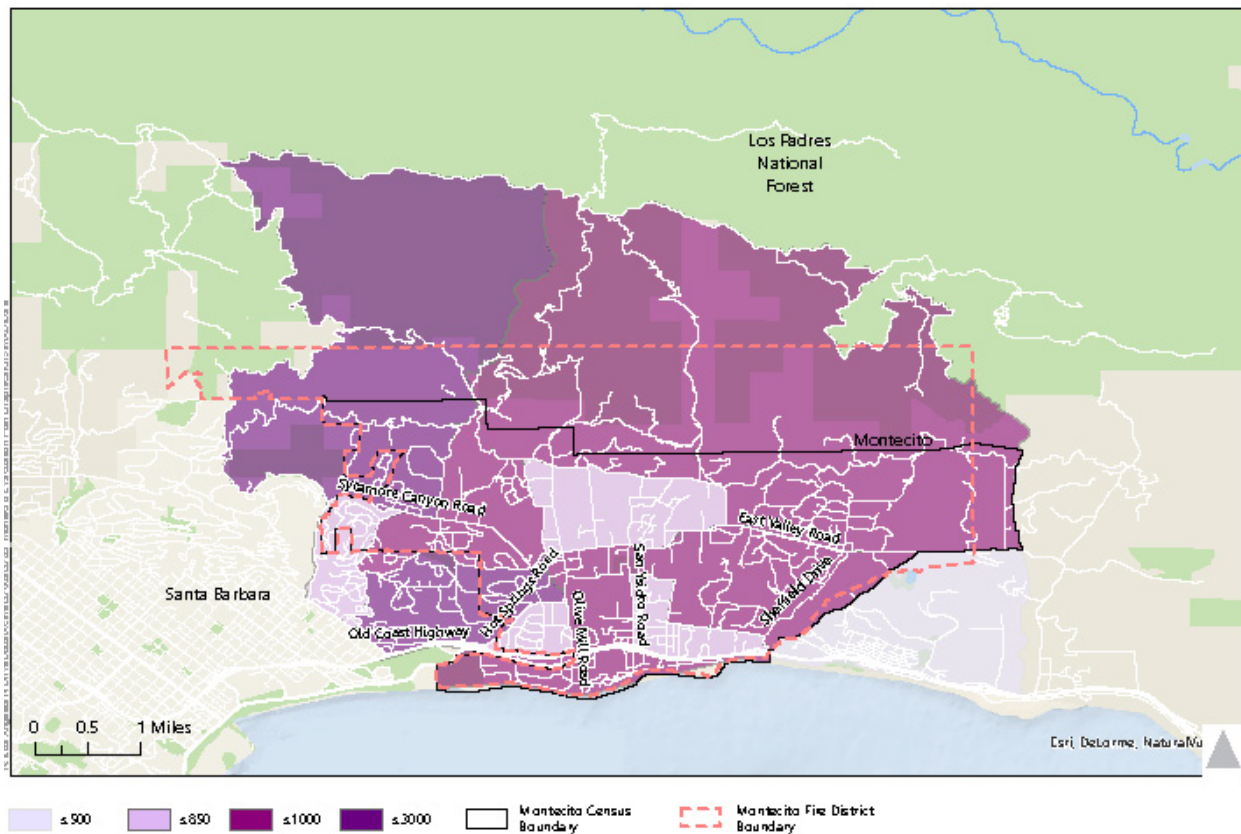 Los Padres
National
Forest
Montecito
Sycamore Canyon Road
East Valley Road
Hot Springs Road
San Ysidro Road
Sheffield Drive
Santa Barbara
Olive Mill Road
Old Coast Highway
0 0.5 1 Miles
Esri, DeLorme, NaturalVu
≤900 ≤850 ≤1000 ≤3000 Montecito Census Boundary Montecito Fire District Boundary